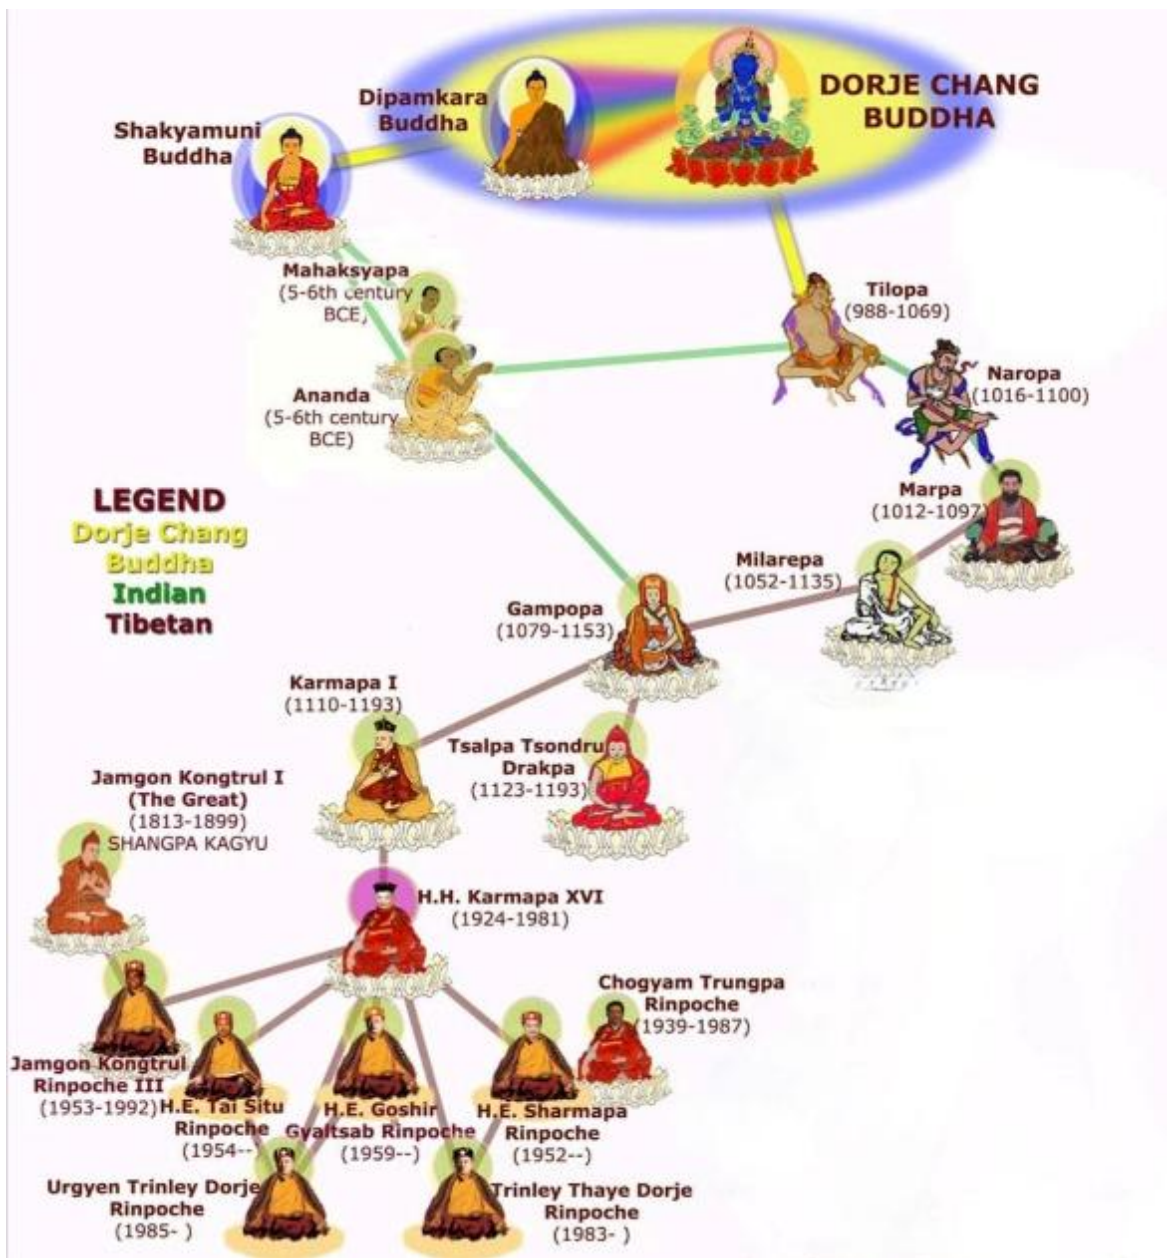 DORJE CHANG
BUDDHA
Dipamkara
Buddha
Shakyamuni
Buddha
Mahaksyapa
(5-6th century
BCE)
Tilopa
(988-1069)
Ananda
(5-6th century
BCE)
Naropa
(1016-1100)
LEGEND
Dorje Chang
Buddha
Indian
Tibetan
Marpa
(1012-1097)
Milarepa
(1052-1135)
Gampopa
(1079-1153)
Karmapa I
(1110-1193)
Tsalpa Tsondru
Drakpa
(1123-1193)
Jamgon Kongtrul I
(The Great)
(1813-1899)
SHANGPA KAGYU
H.H. Karmapa XVI
(1924-1981)
Chogyam Trungpa
Rinpoche
(1939-1987)
Jamgon Kongtrul
Rinpoche III
(1953-1992)
H.E. Tai Situ
Rinpoche
(1954--)
H.E. Goshir
Gyaltsab Rinpoche
(1959--)
H.E. Sharmapa
Rinpoche
(1952--)
Urgyen Trinley Dorje
Rinpoche
(1985- )
Trinley Thaye Dorje
Rinpoche
(1983- )